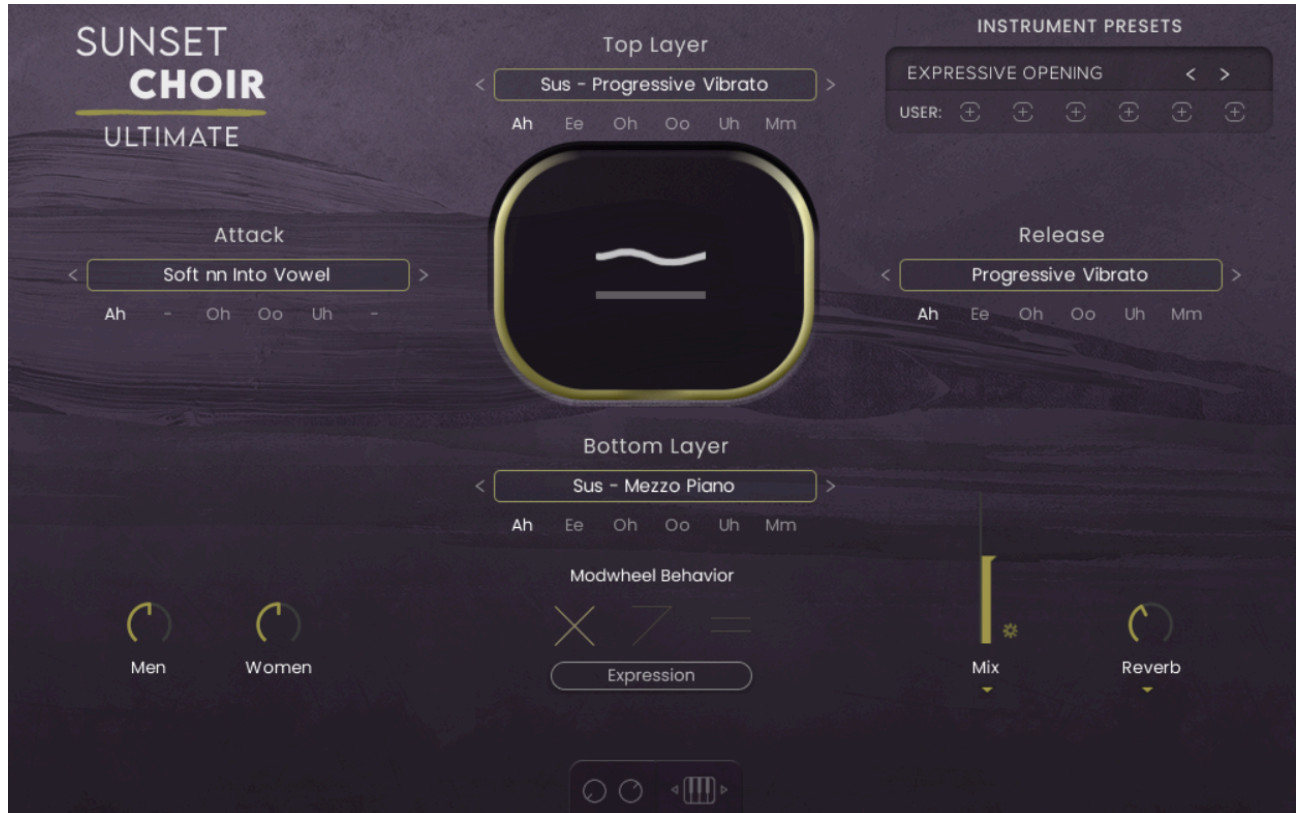 SUNSET
CHOIR
ULTIMATE
INSTRUMENT PRESETS
EXPRESSIVE OPENING < >
USER:
Top Layer
< Sus - Progressive Vibrato >
Ah Ee Oh Oo Uh Mm
Attack
< Soft nn Into Vowel >
Ah - Oh Oo Uh -
Release
< Progressive Vibrato >
Ah Ee Oh Oo Uh Mm
Bottom Layer
< Sus - Mezzo Piano >
Ah Ee Oh Oo Uh Mm
Modwheel Behavior
Expression
Men Women
Mix Reverb